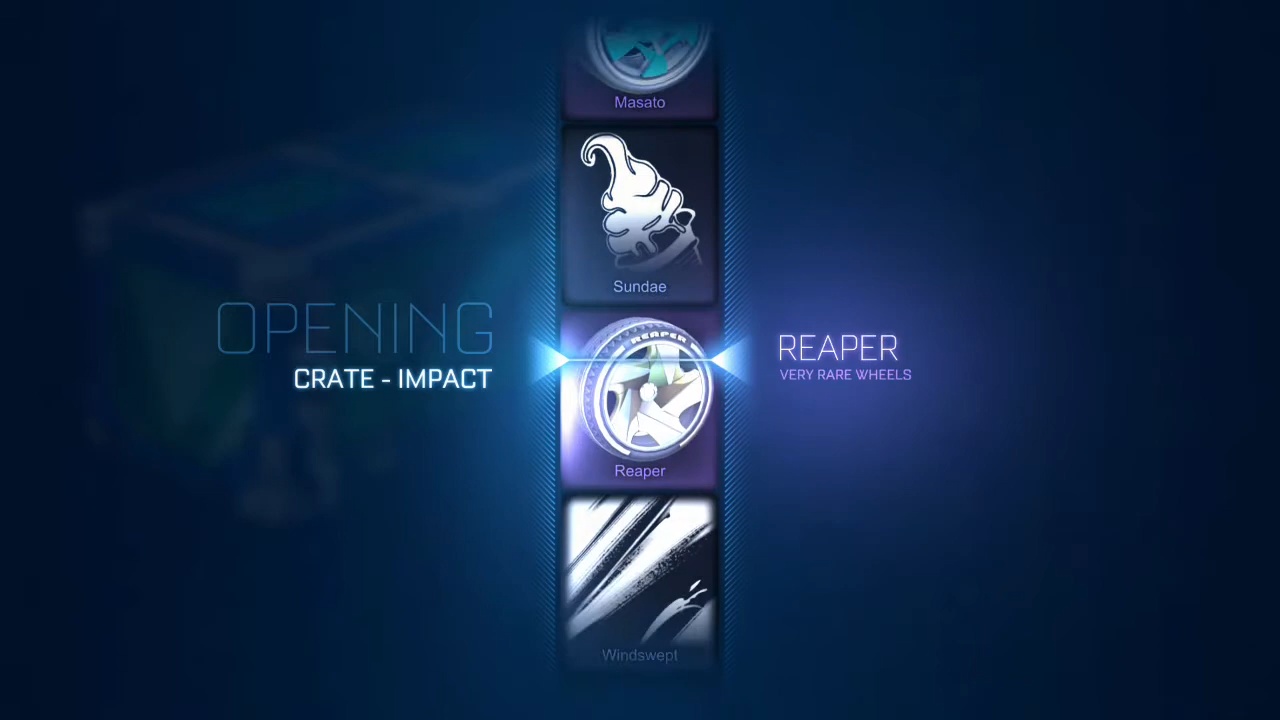 Masato
Sundae
OPENING
CRATE - IMPACT
REAPER
REAPER
VERY RARE WHEELS
Reaper
Windswept